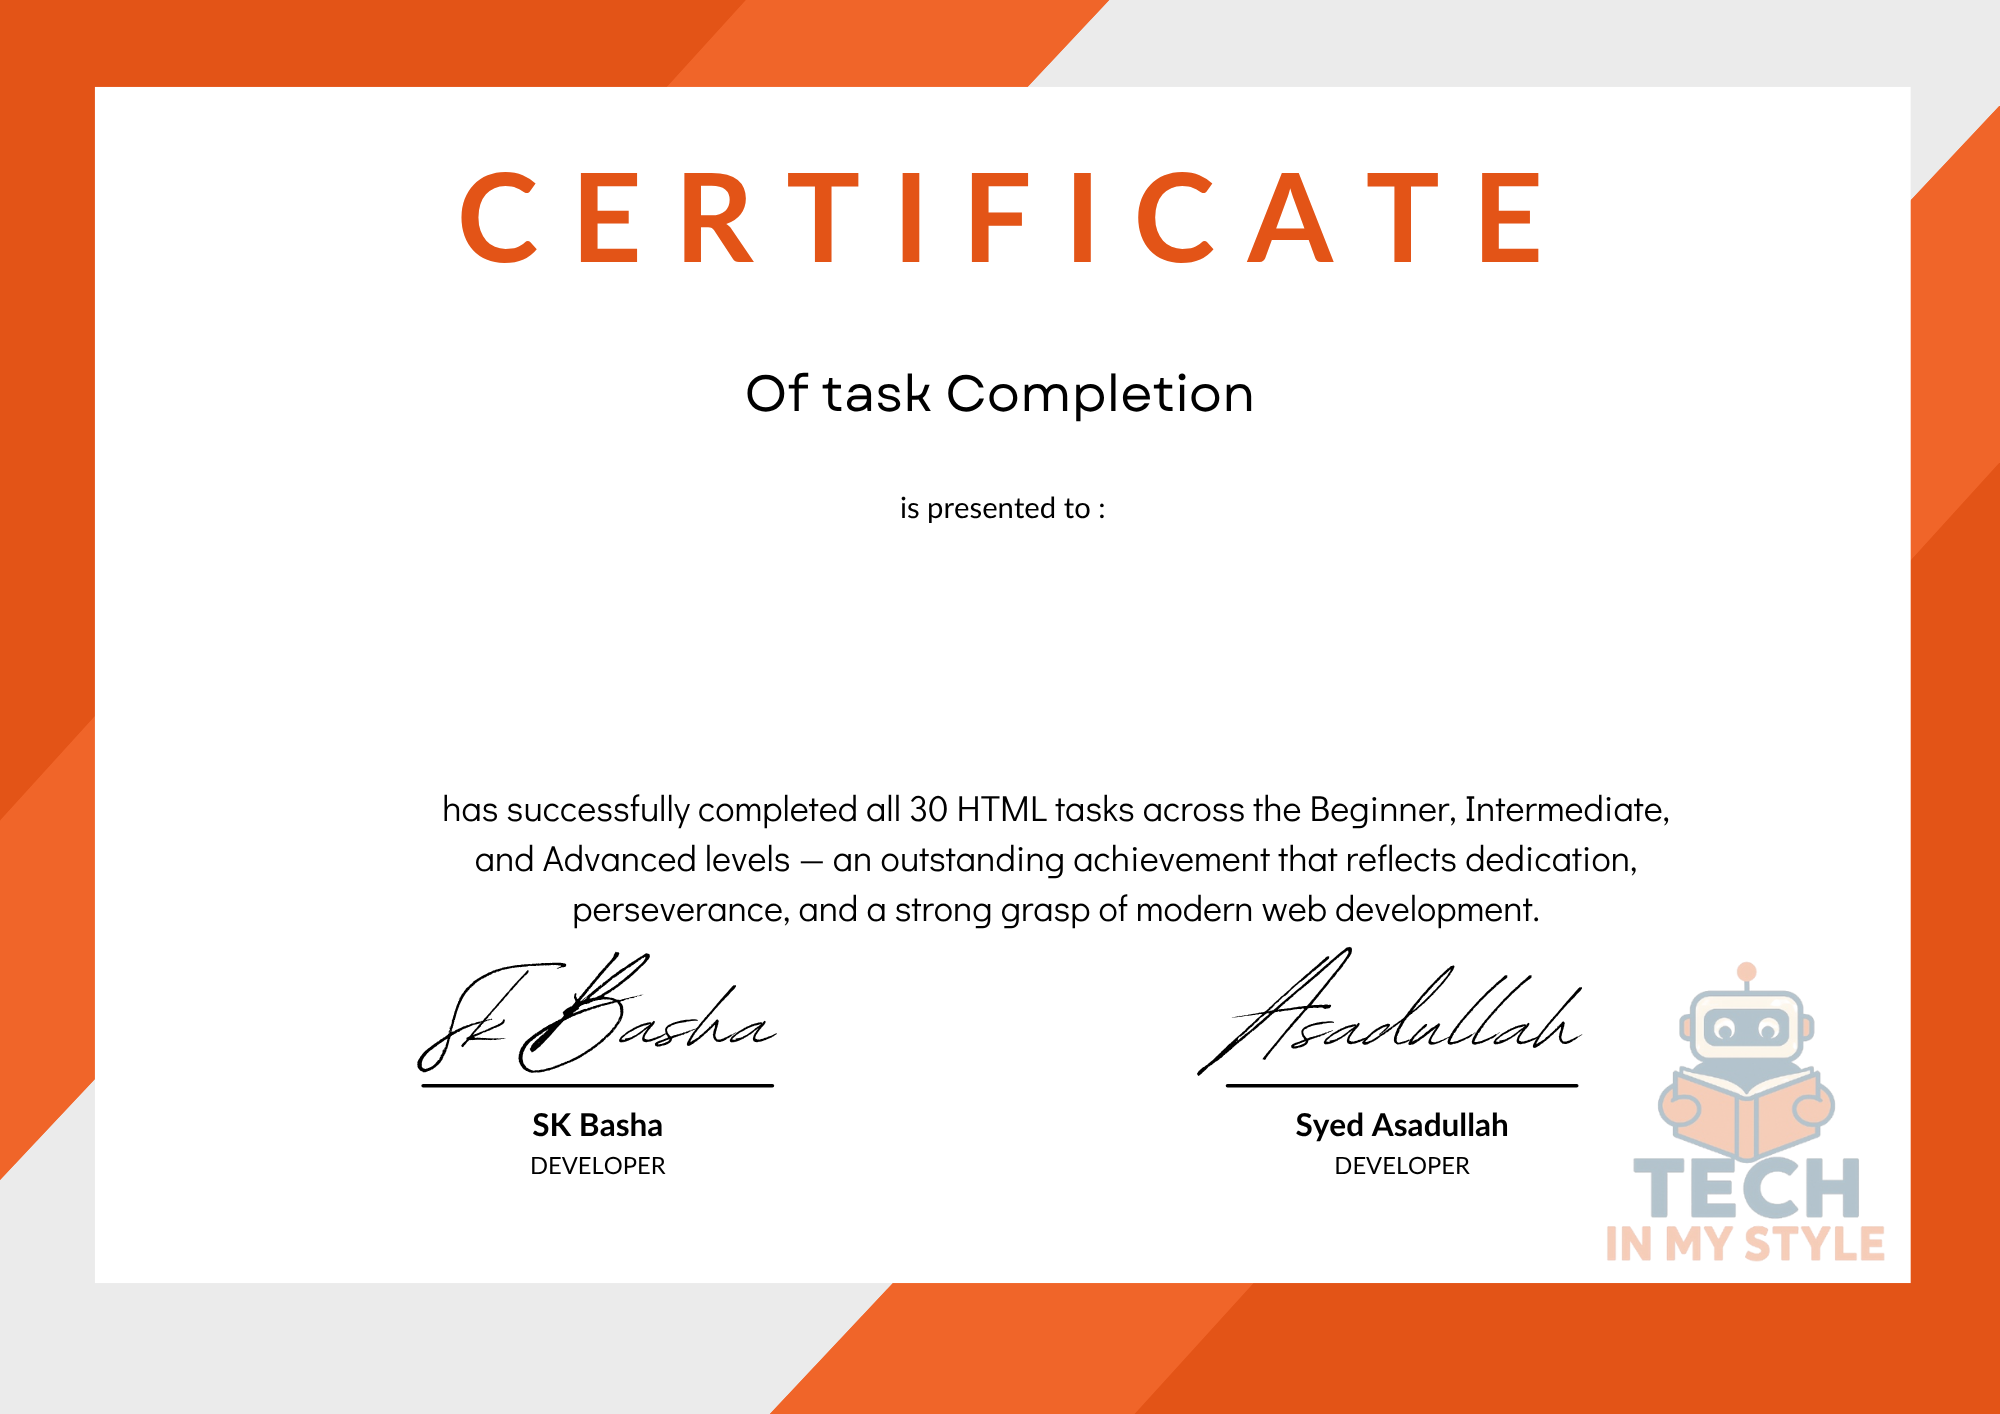 CERTIFICATE
Of task Completion
is presented to :
has successfully completed all 30 HTML tasks across the Beginner, Intermediate,
and Advanced levels — an outstanding achievement that reflects dedication,
perseverance, and a strong grasp of modern web development.
Sk Basha
Asadullah
SK Basha
DEVELOPER
Syed Asadullah
DEVELOPER
TECH
IN MY STYLE